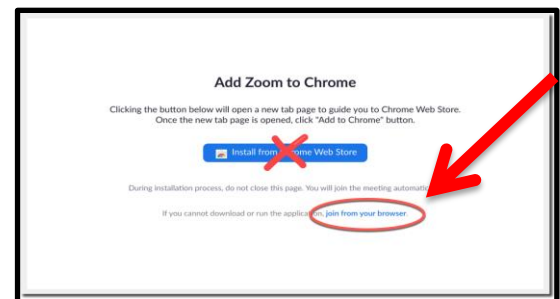 Add Zoom to Chrome
Clicking the button below will open a new tab page to guide you to Chrome Web Store.
Once the new tab page is opened, click "Add to Chrome" button.
Install from Chrome Web Store
During installation process, do not close this page. You will join the meeting
If you cannot download or run the application, join from your browser.